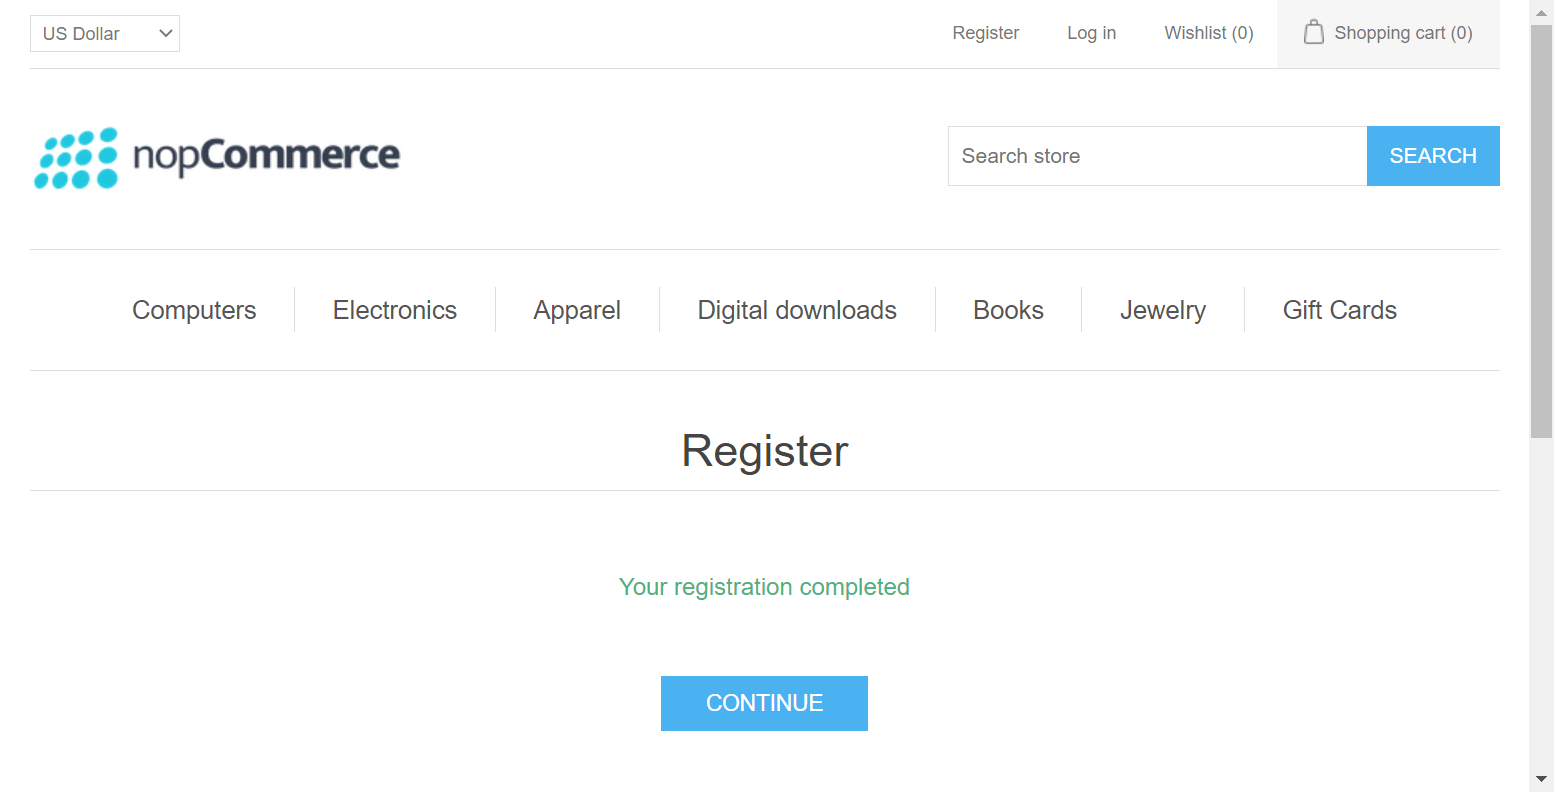 US Dollar
Register
Log in
Wishlist (0)
Shopping cart (0)
nopCommerce
Search store
SEARCH
Computers
Electronics
Apparel
Digital downloads
Books
Jewelry
Gift Cards
Register
Your registration completed
CONTINUE